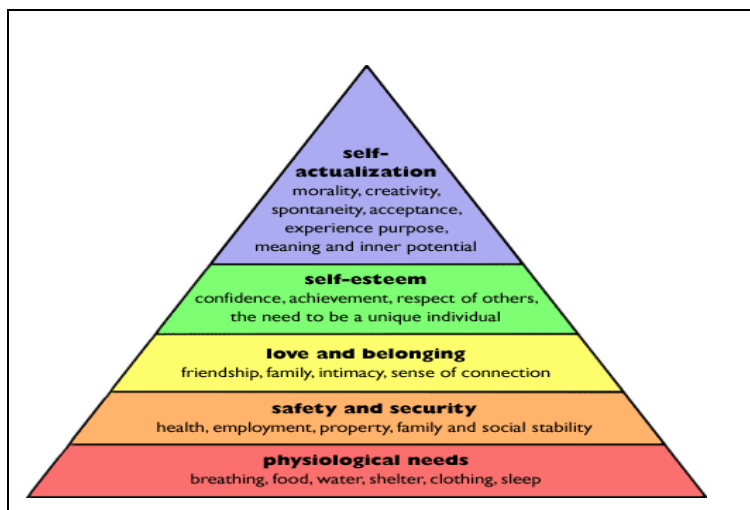 self-
actualization
morality, creativity,
spontaneity, acceptance,
experience purpose,
meaning and inner potential
self-esteem
confidence, achievement, respect of others,
the need to be a unique individual
love and belonging
friendship, family, intimacy, sense of connection
safety and security
health, employment, property, family and social stability
physiological needs
breathing, food, water, shelter, clothing, sleep